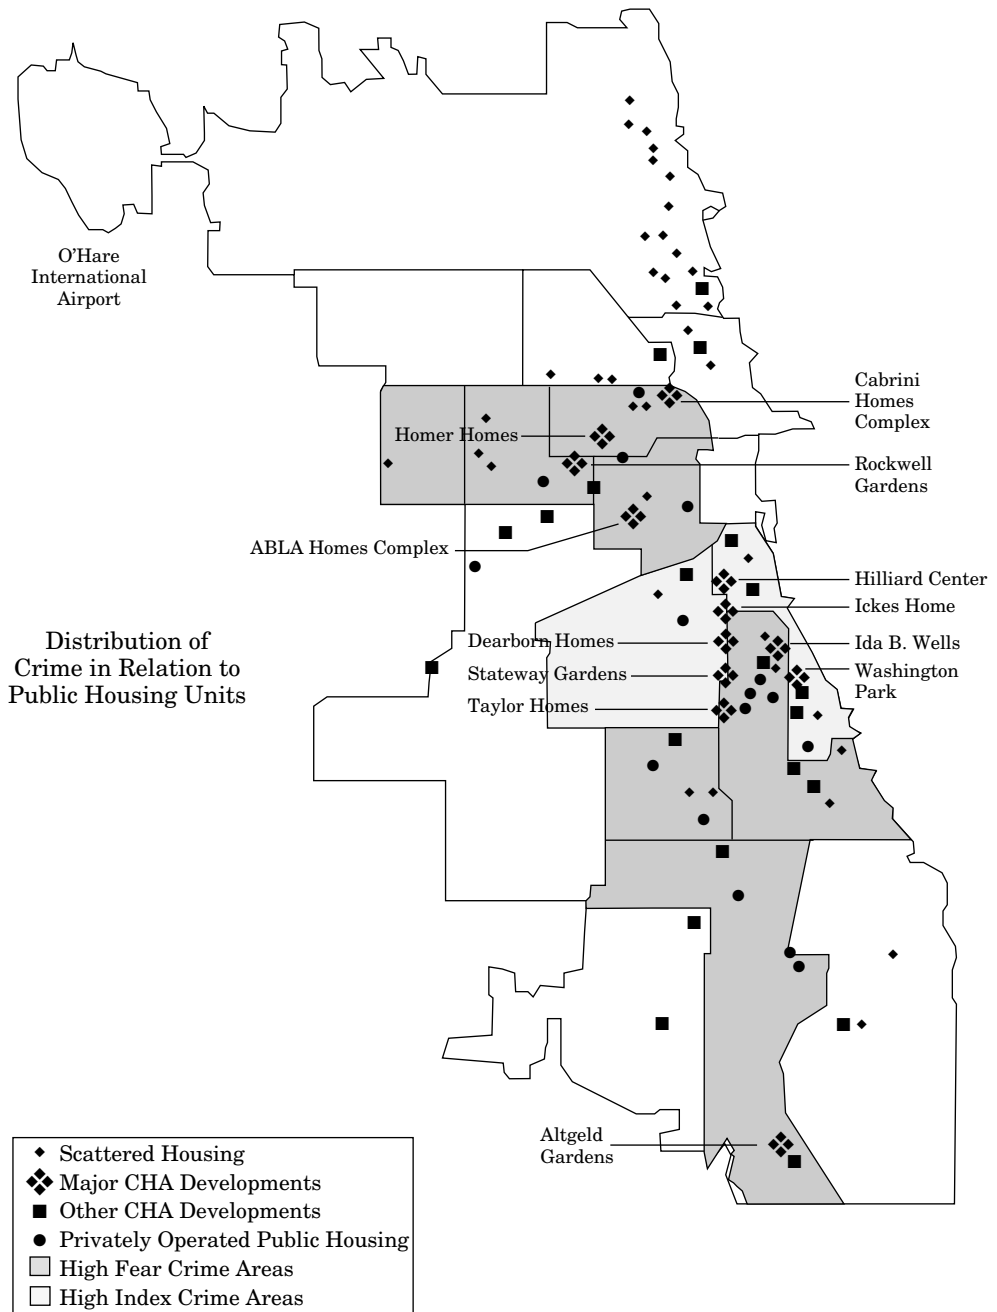 O’Hare
International
Airport
Cabrini
Homes
Complex
Homer Homes
Rockwell
Gardens
ABLA Homes Complex
Hilliard Center
Ickes Home
Distribution of
Crime in Relation to
Public Housing Units
Dearborn Homes
Ida B. Wells
Stateway Gardens
Washington
Park
Taylor Homes
Altgeld
Gardens
Scattered Housing
Major CHA Developments
Other CHA Developments
Privately Operated Public Housing
High Fear Crime Areas
High Index Crime Areas